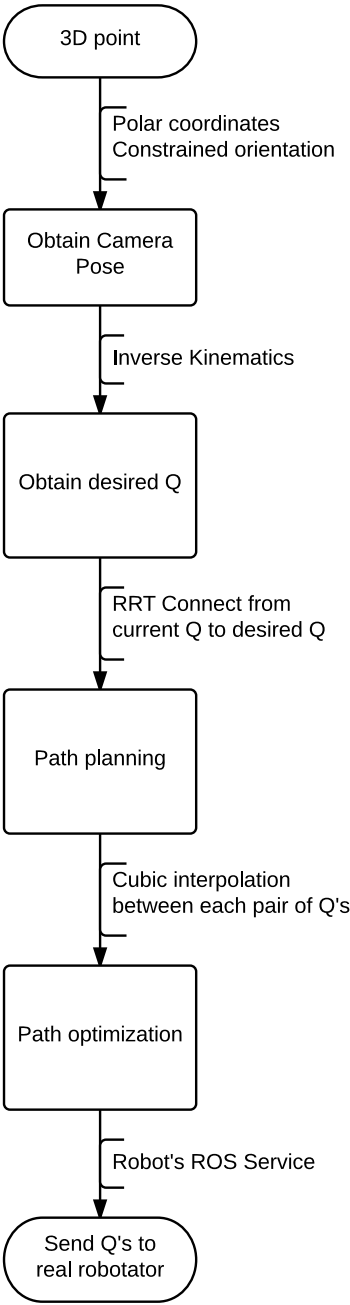 3D point
Polar coordinates
Constrained orientation
Obtain Camera
Pose
Inverse Kinematics
Obtain desired Q
RRT Connect from
current Q to desired Q
Path planning
Cubic interpolation
between each pair of Q's
Path optimization
Robot's ROS Service
Send Q's to
real robotator